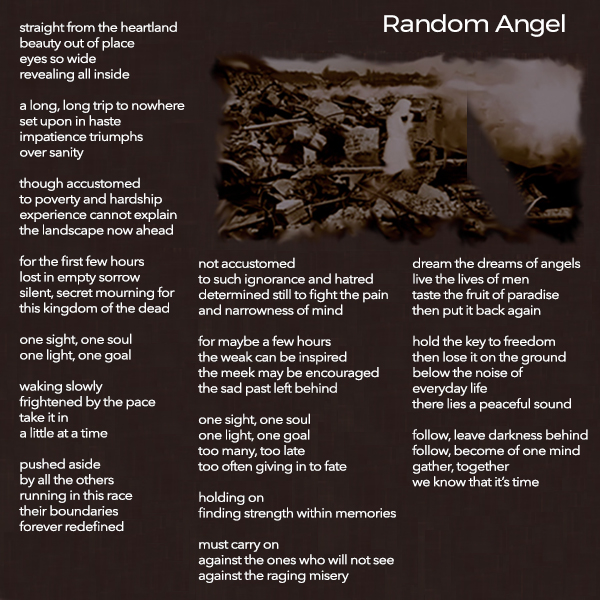 Random Angel
straight from the heartland
beauty out of place
eyes so wide
revealing all inside
a long, long trip to nowhere
set upon in haste
impatience triumphs
over sanity
though accustomed
to poverty and hardship
experience cannot explain
the landscape now ahead
for the first few hours
lost in empty sorrow
silent, secret mourning for
this kingdom of the dead
one sight, one soul
one light, one goal
waking slowly
frightened by the pace
take it in
a little at a time
pushed aside
by all the others
running in this race
their boundaries
forever redefined
not accustomed
to such ignorance and hatred
determined still to fight the pain
and narrowness of mind
for maybe a few hours
the weak can be inspired
the meek may be encouraged
the sad past left behind
one sight, one soul
one light, one goal
too many, too late
too often giving in to fate
holding on
finding strength within memories
must carry on
against the ones who will not see
against the raging misery
dream the dreams of angels
live the lives of men
taste the fruit of paradise
then put it back again
hold the key to freedom
then lose it on the ground
below the noise of
everyday life
there lies a peaceful sound
follow, leave darkness behind
follow, become of one mind
gather, together
we know that it's time